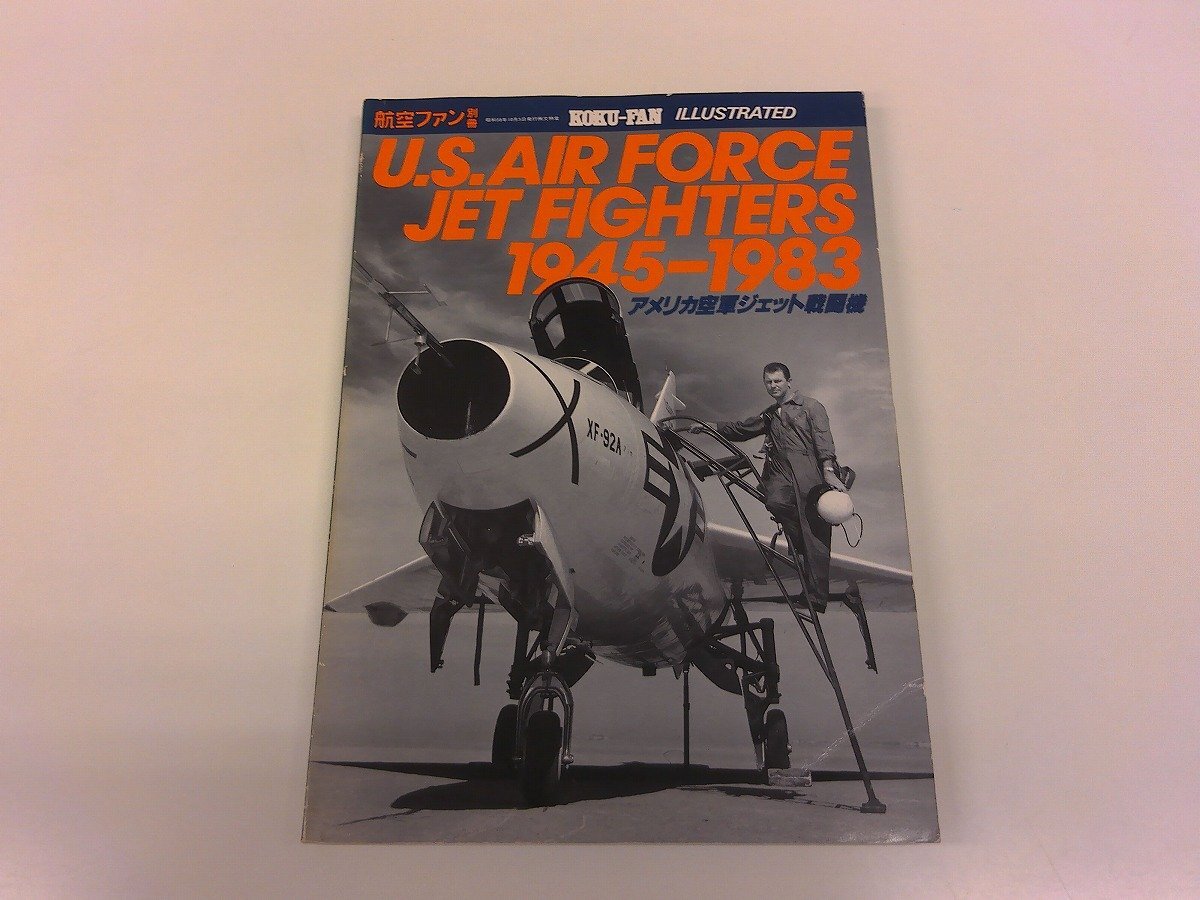 航空ファン別冊 KOKU-FAN ILLUSTRATED
U.S. AIR FORCE
JET FIGHTERS
1945-1983
アメリカ空軍ジェット戦闘機
XF-92A